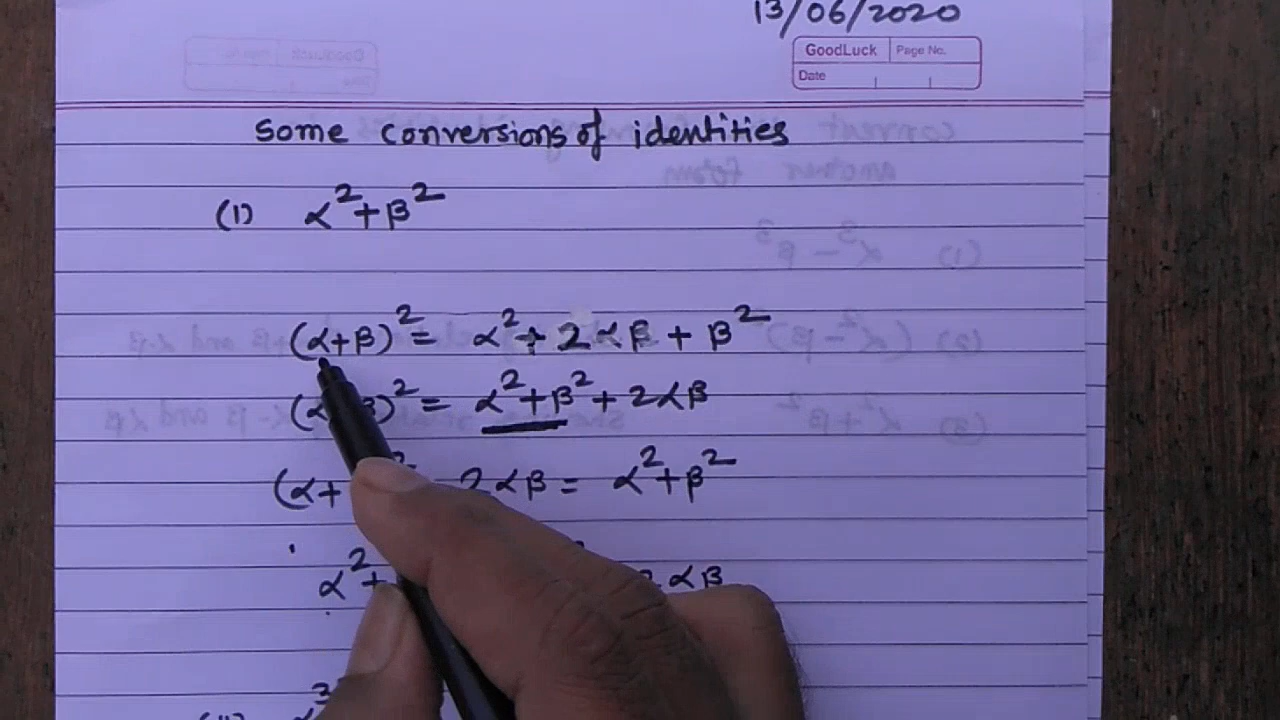 13/06/2020
GoodLuck Page No.
Date
Some conversions of identities
(I) α²+β²
(α+β)² = α²+2αβ+β²
(α β)² = α²+β²+2αβ
(α+ 2αβ = α²+β²
α²+ 2αβ